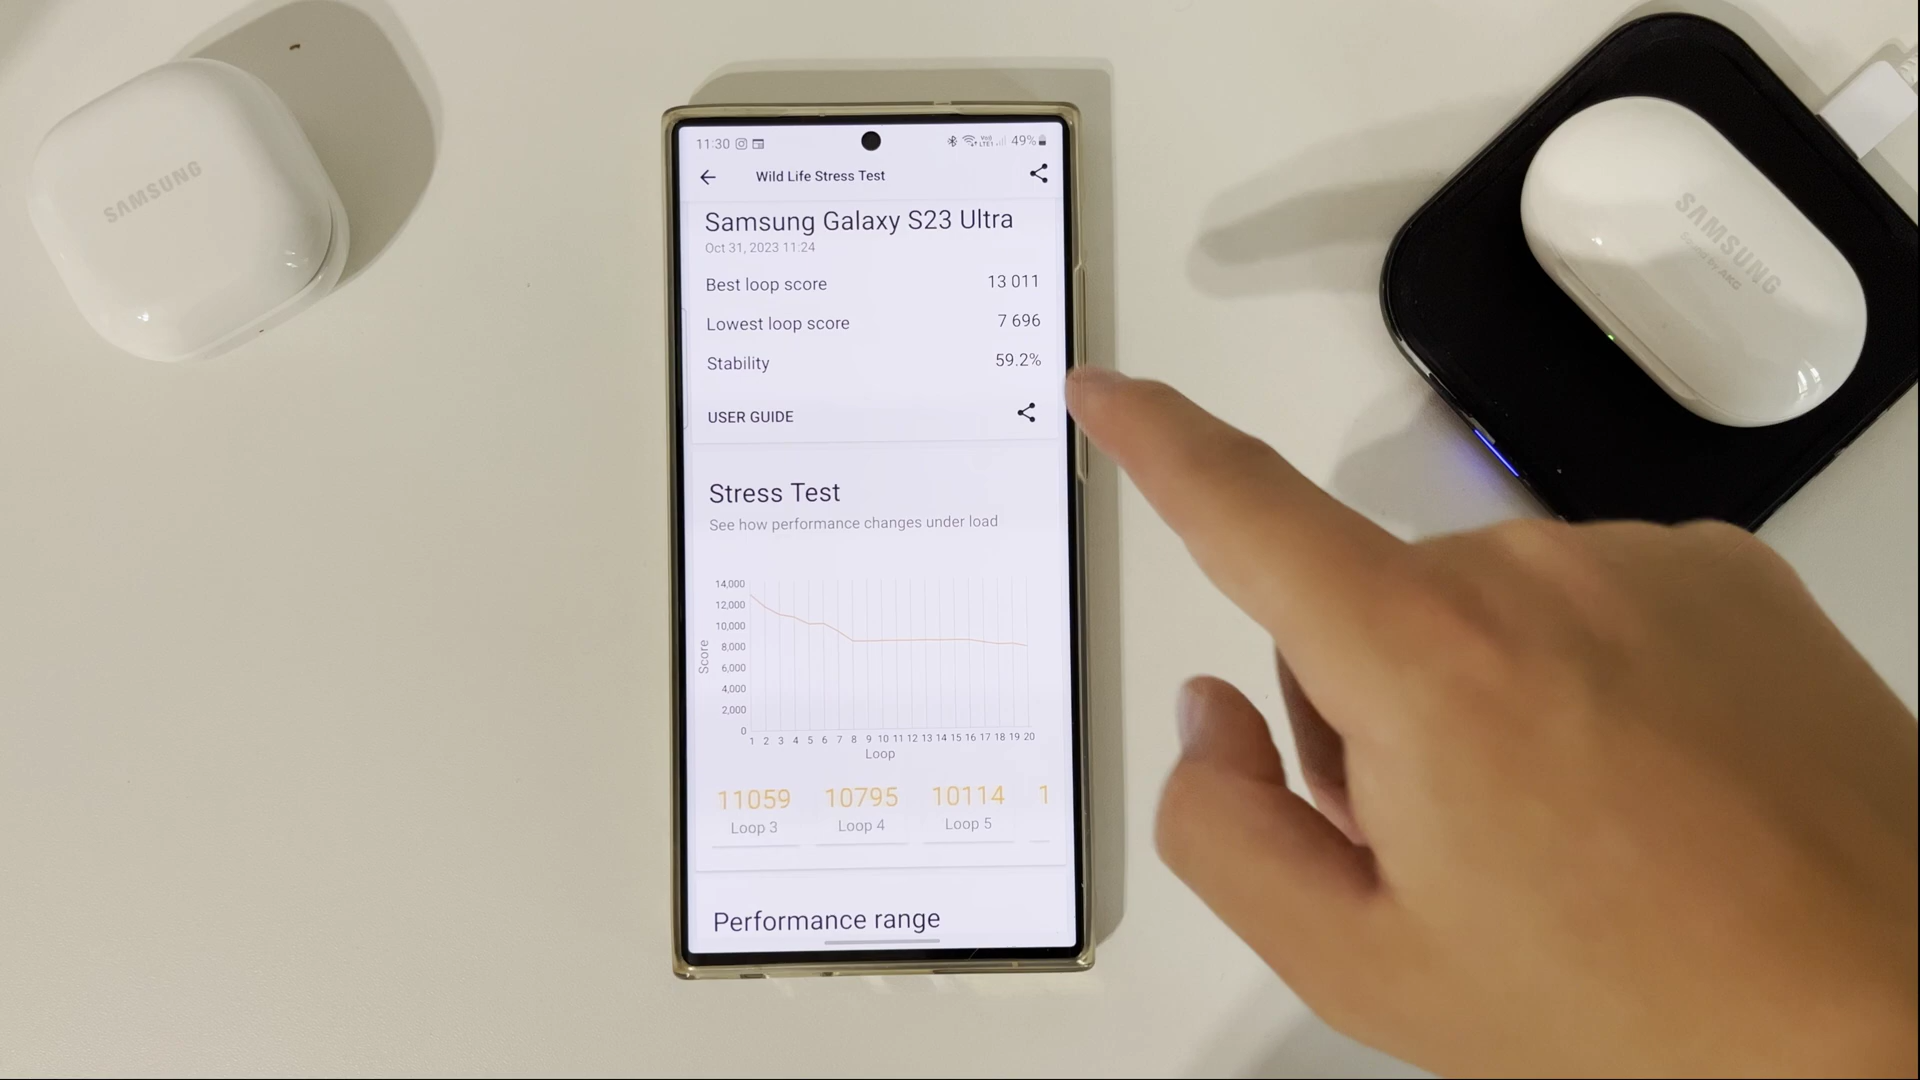 SAMSUNG
11:30
49%
Wild Life Stress Test
Samsung Galaxy S23 Ultra
Oct 31, 2023 11:24
Best loop score 13 011
Lowest loop score 7 696
Stability 59.2%
USER GUIDE
Stress Test
See how performance changes under load
14,000
12,000
10,000
8,000
6,000
4,000
2,000
0
Score
1 2 3 4 5 6 7 8 9 10 11 12 13 14 15 16 17 18 19 20
Loop
11059 10795 10114 1
Loop 3 Loop 4 Loop 5
Performance range
SAMSUNG
Sound by AKG